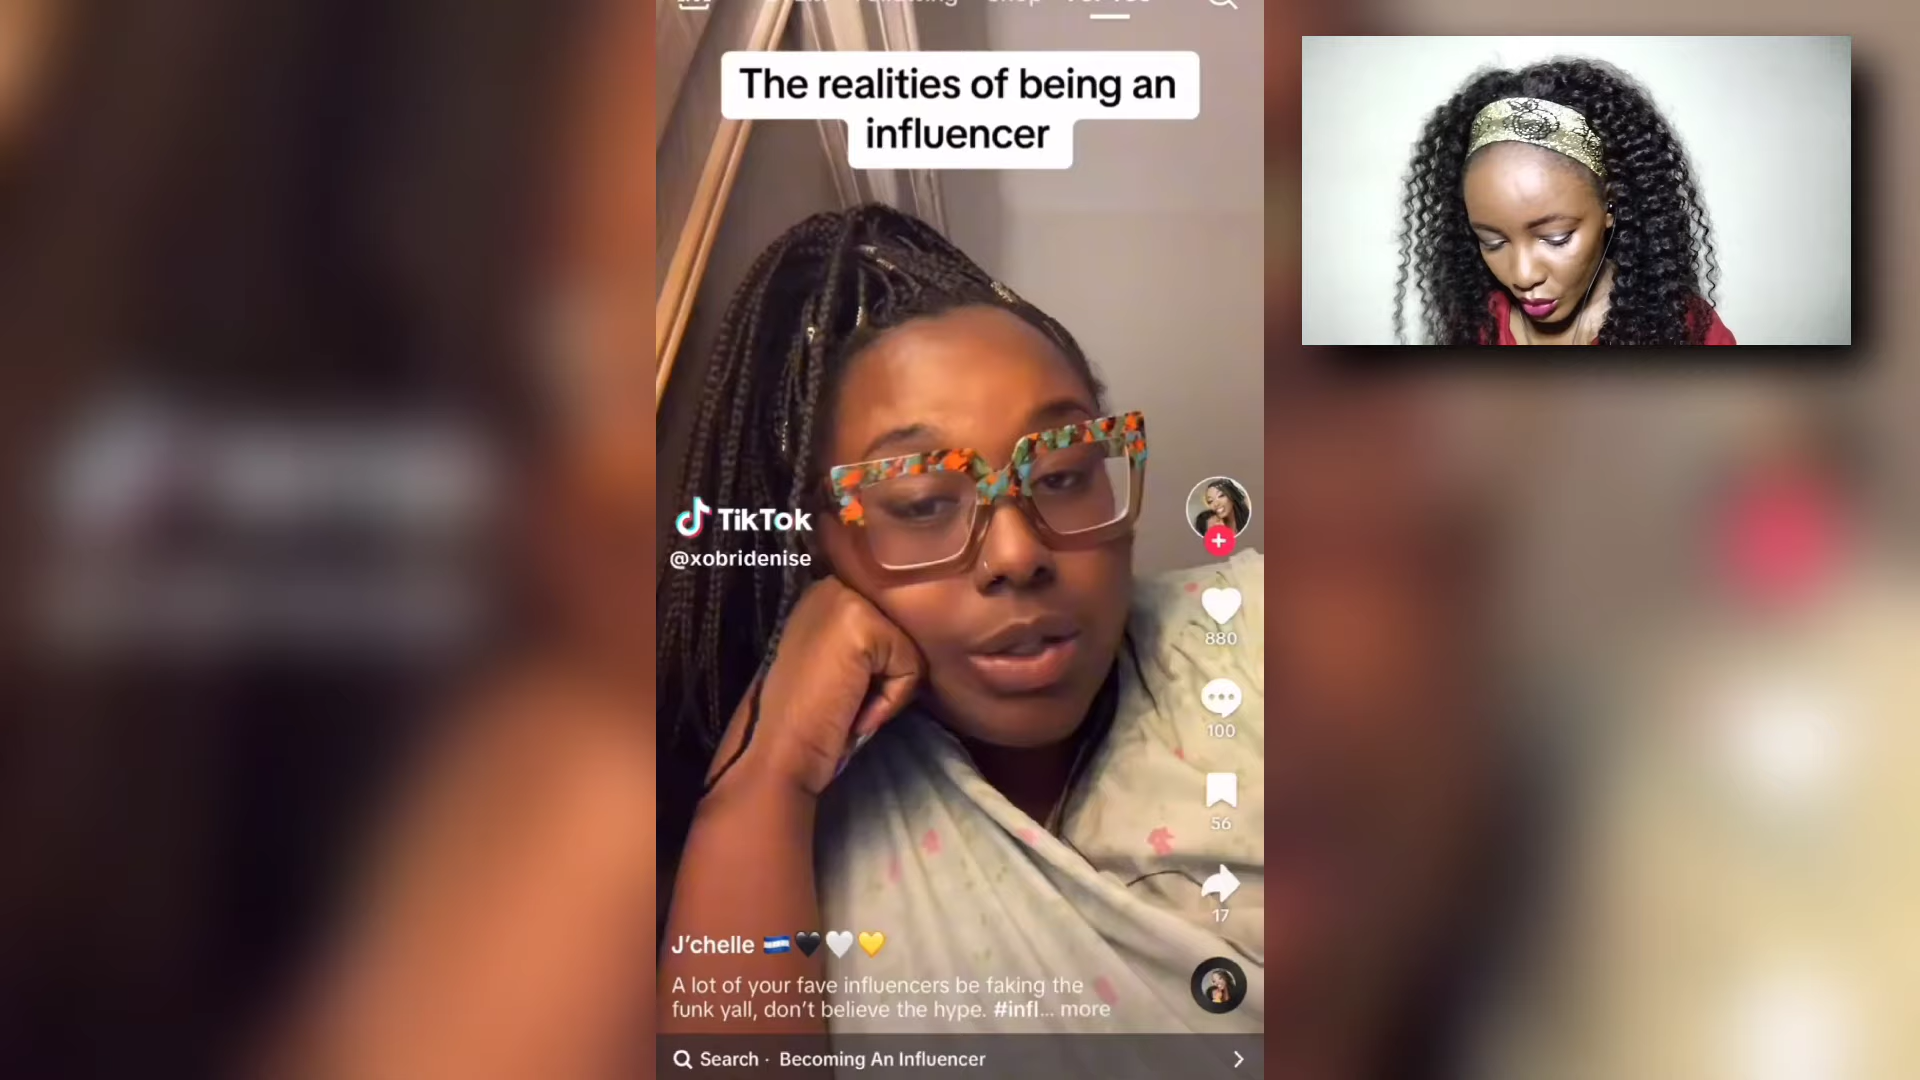 The realities of being an
influencer
TikTok
@xobridenise
880
100
56
17
J’chelle 🇭🇳🖤🤍💛
A lot of your fave influencers be faking the
funk yall, don’t believe the hype. #infl... more
Search · Becoming An Influencer